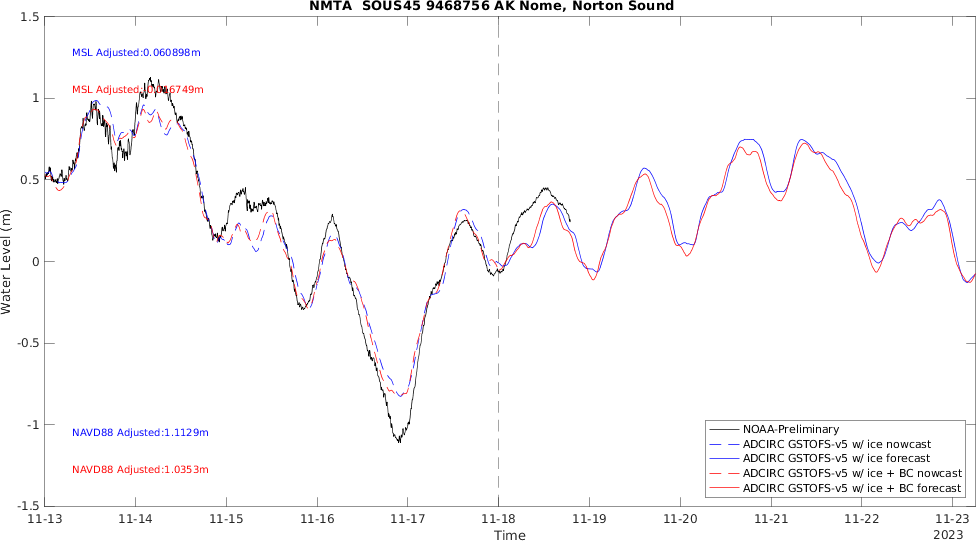 NMTA SOUS45 9468756 AK Nome, Norton Sound
1.5
MSL Adjusted:0.060898m
1
0.5
Water Level (m)
0
-0.5
-1
NAVD88 Adjusted:1.1129m
NAVD88 Adjusted:1.0353m
-1.5
NOAA-Preliminary
ADCIRC GSTOFS-v5 w/ ice nowcast
ADCIRC GSTOFS-v5 w/ ice forecast
ADCIRC GSTOFS-v5 w/ ice + BC nowcast
ADCIRC GSTOFS-v5 w/ ice + BC forecast
11-13 11-14 11-15 11-16 11-17 11-18 11-19 11-20 11-21 11-22 11-23
Time
2023
MSL Adjusted: